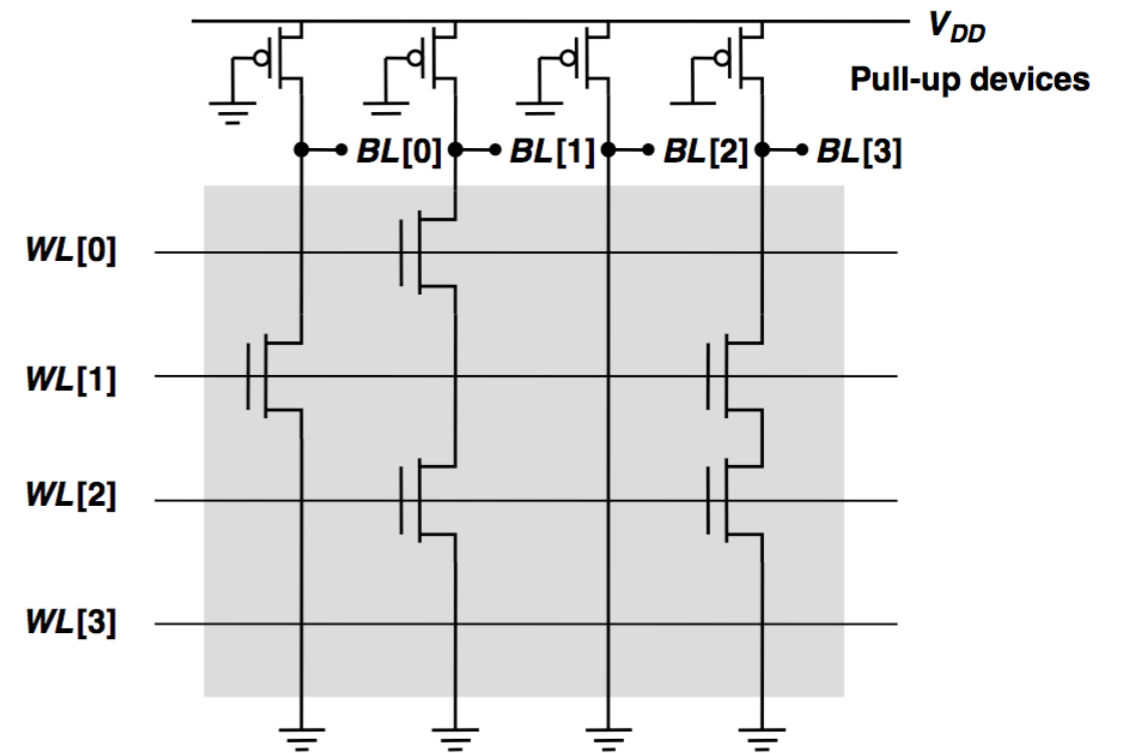 V_DD
Pull-up devices
BL[0] BL[1] BL[2] BL[3]
WL[0]
WL[1]
WL[2]
WL[3]